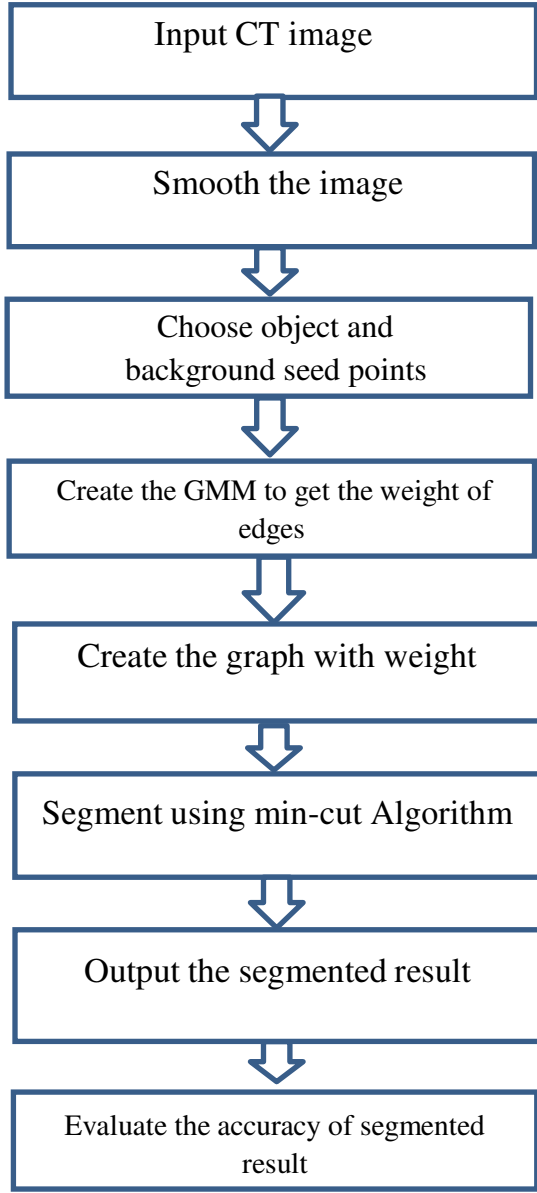 Input CT image
Smooth the image
Choose object and
background seed points
Create the GMM to get the weight of
edges
Create the graph with weight
Segment using min-cut Algorithm
Output the segmented result
Evaluate the accuracy of segmented
result